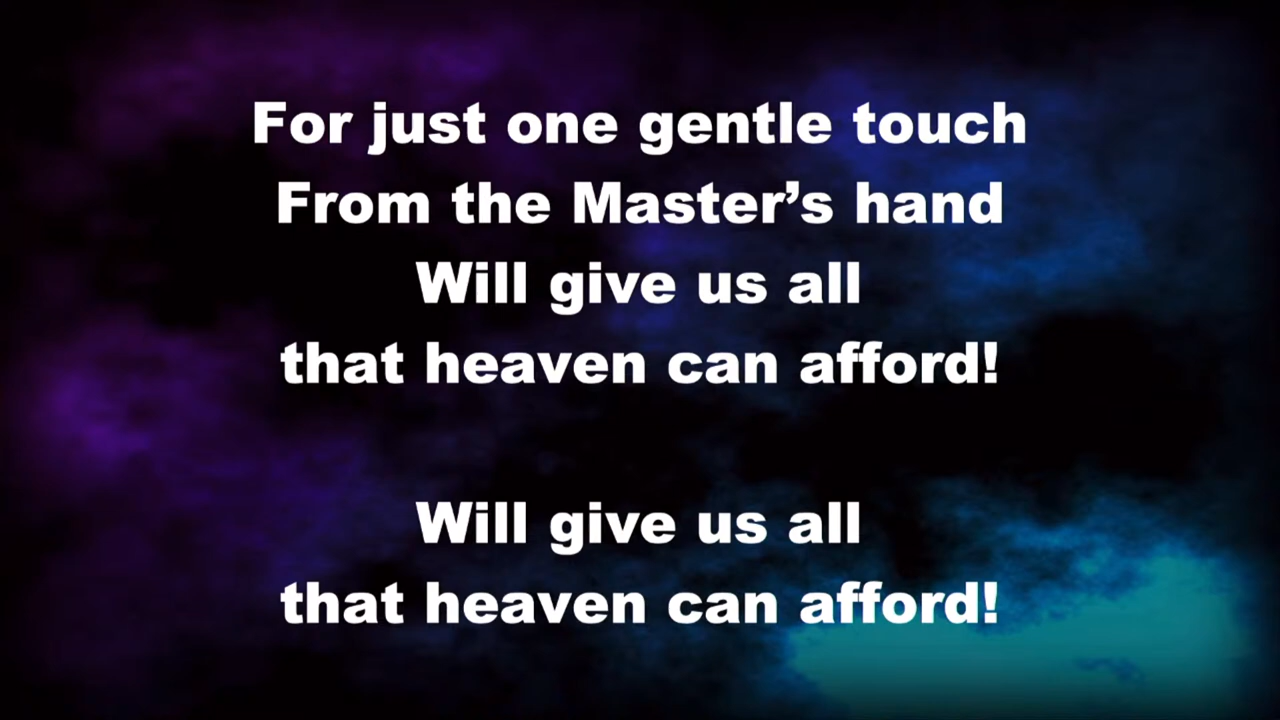 For just one gentle touch
From the Master’s hand
Will give us all
that heaven can afford!
Will give us all
that heaven can afford!